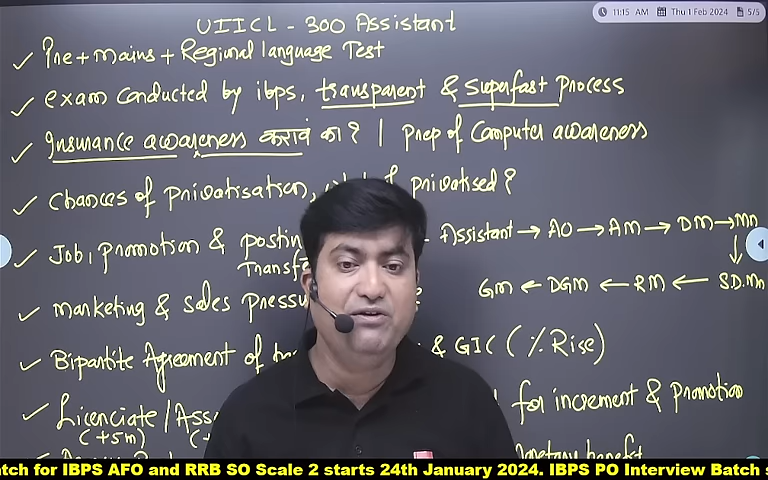 UIICL - 300 Assistant
11:15 AM Thu 1 Feb 2024 5/5
✓ Pre + mains + Regional language Test
✓ exam conducted by ibps, transparent & superfast process
✓ Insurance awareness करावं का? | prep of Computer awareness
✓ Chances of privatisation, if privatised?
✓ Job, promotion & Assistant → AO → AM → DM → Mn
↓
GM ← DGM ← RM ← SD.Mn
✓ marketing & sales
✓ Bipartite Agreement of & GIC (% Rise)
✓ Licenciate / for increment & promotion
(+5m)
benefit
atch for IBPS AFO and RRB SO Scale 2 starts 24th January 2024. IBPS PO Interview Batch s